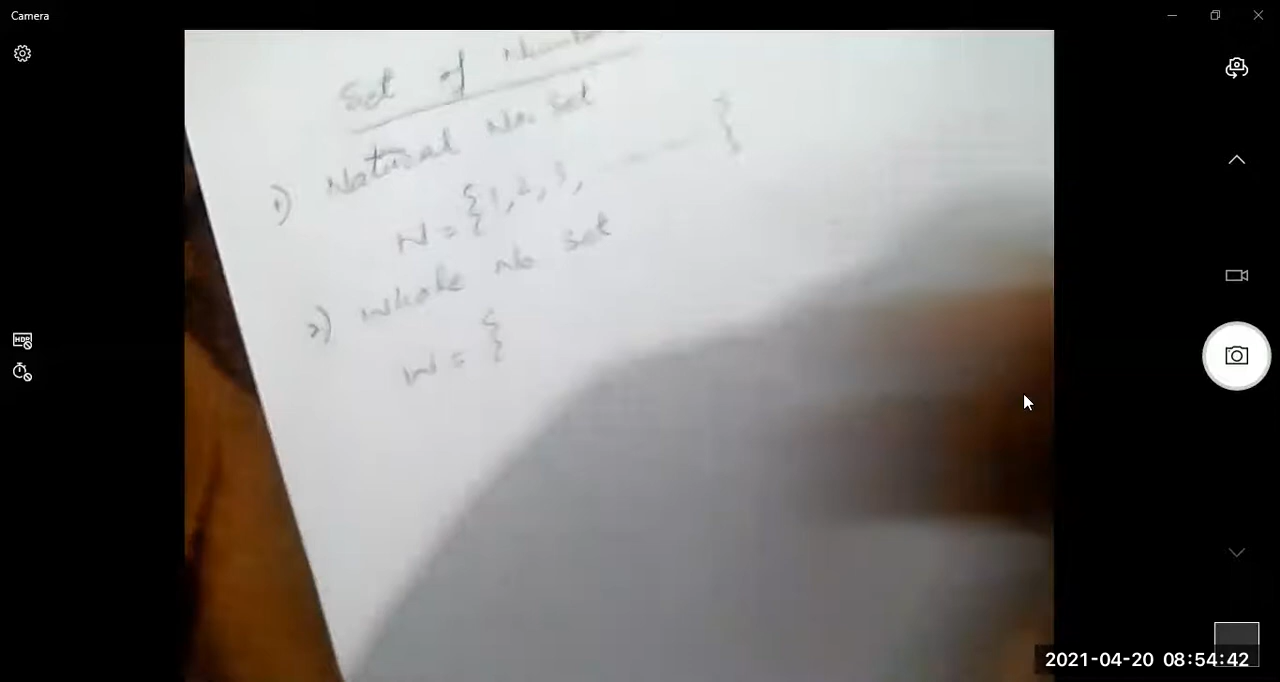 Camera
Set of
1) Natural No. set
N = {1, 2, 3, ------ }
2) Whole No set
W = {
2021-04-20 08:54:42